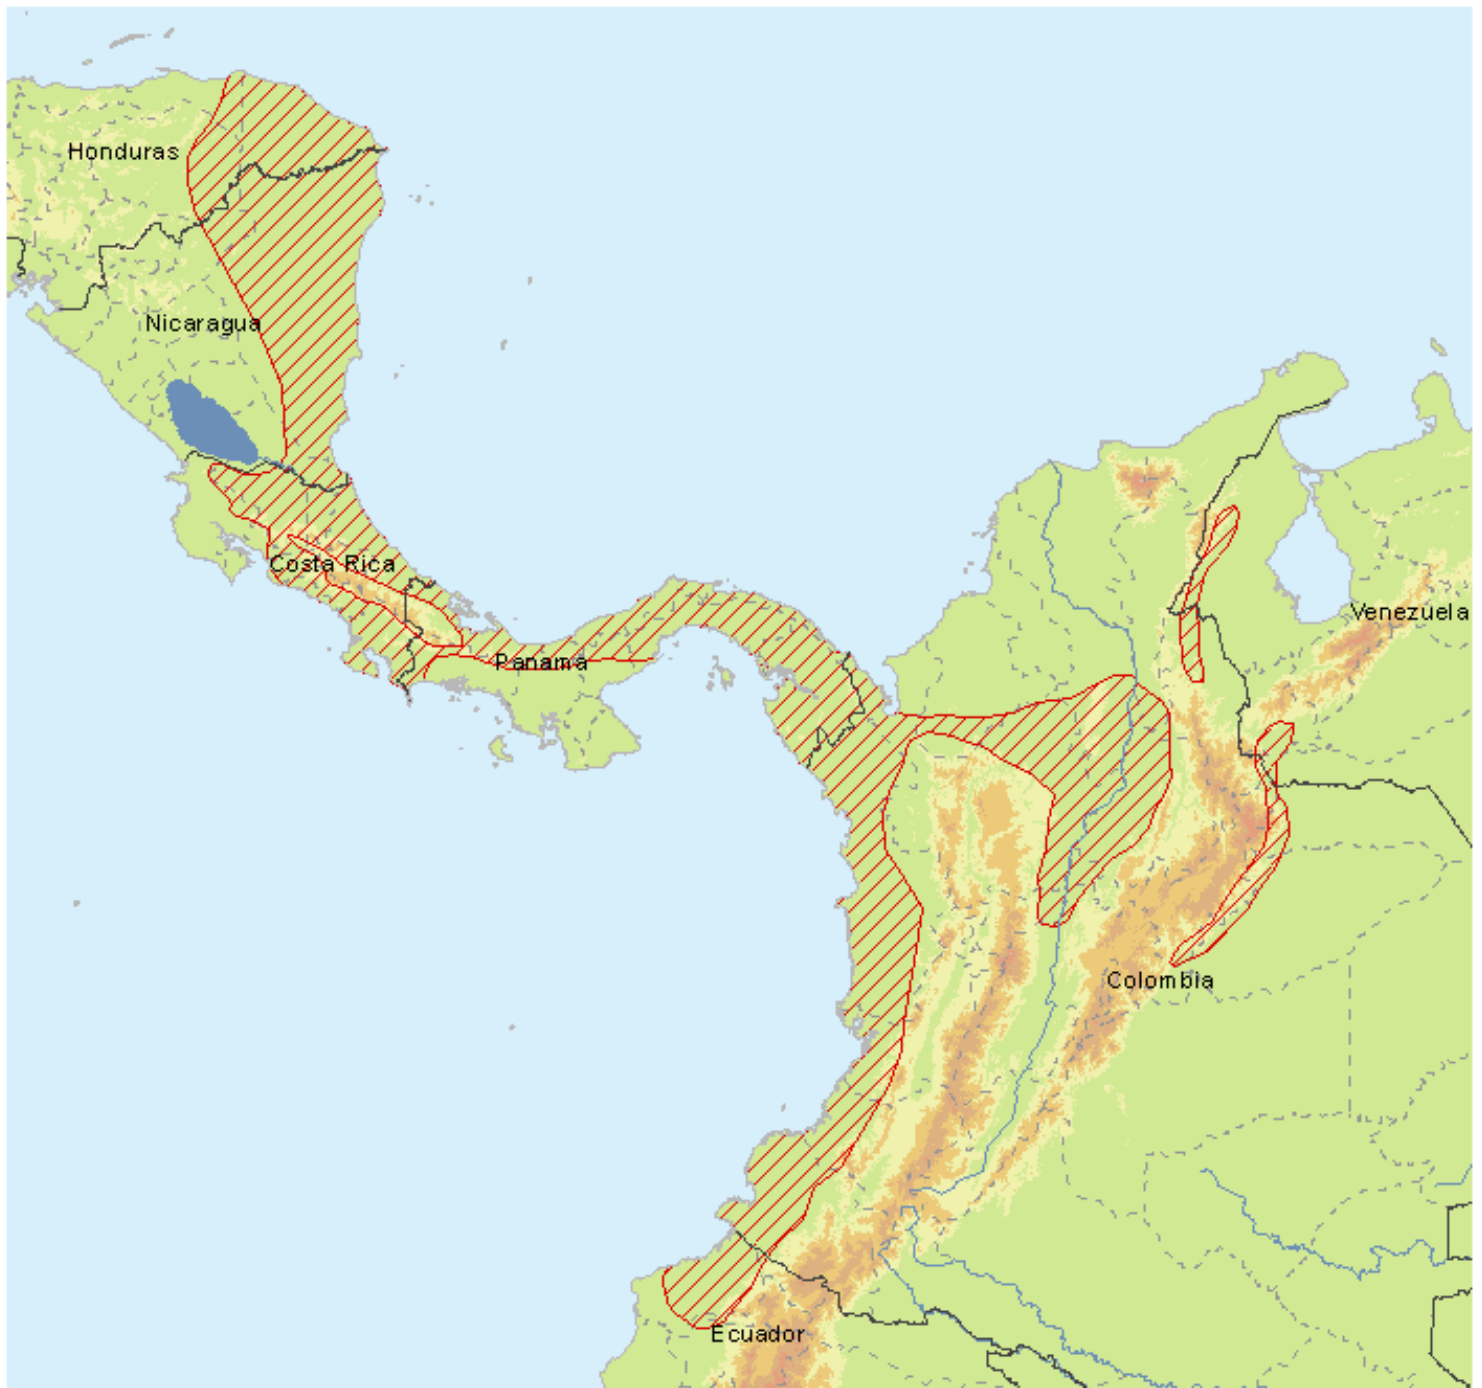 Honduras
Nicaragua
Costa Rica
Venezuela
Panama
Colombia
Ecuador